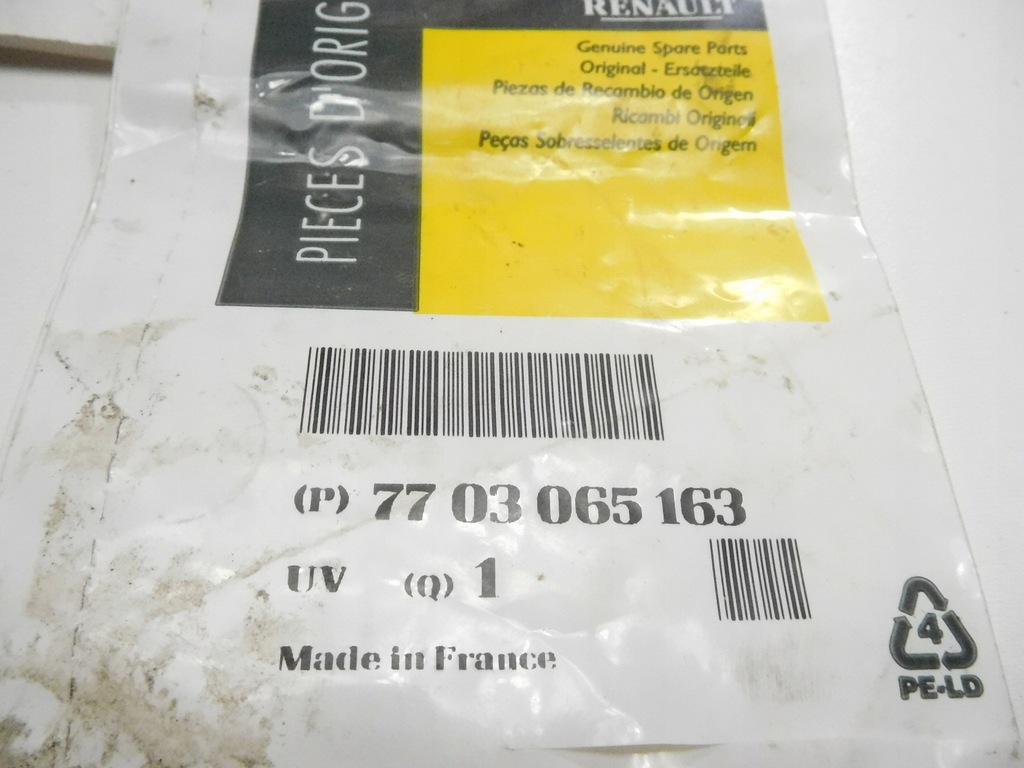 RENAULT
PIECES D'ORIG
Genuine Spare Parts
Original - Ersatzteile
Piezas de Recambio de Origen
Ricambi Originali
Peças Sobresselentes de Origem
(P) 77 03 065 163
UV (Q) 1
Made in France
4
PE-LD